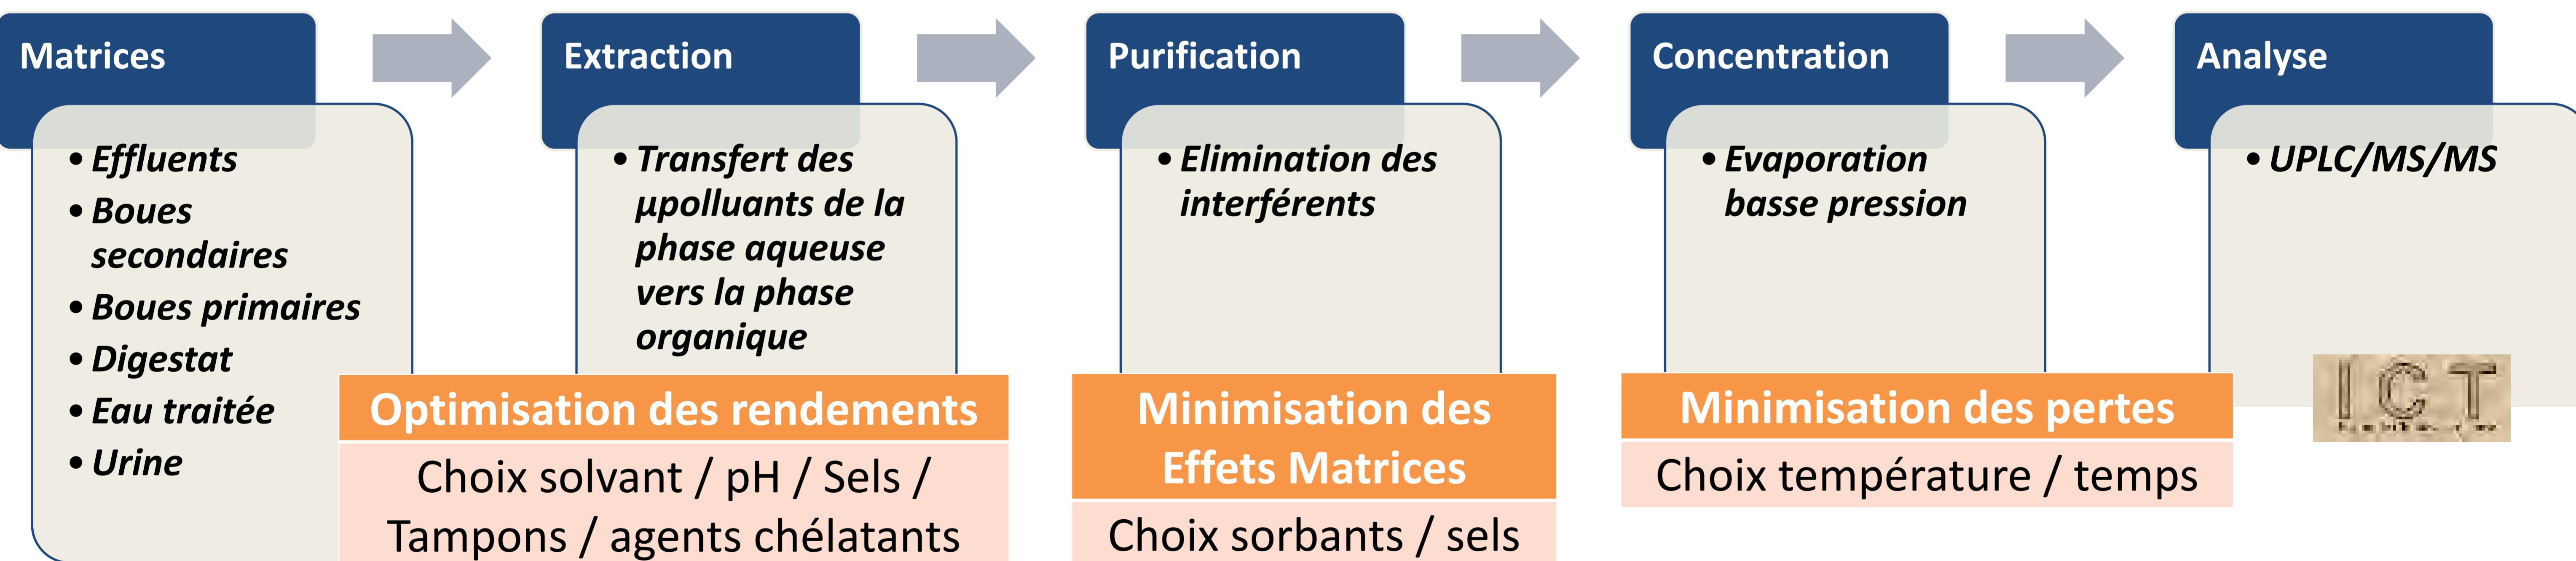 Matrices
• Effluents
• Boues
secondaires
• Boues primaires
• Digestat
• Eau traitée
• Urine
Extraction
• Transfert des
µpolluants de la
phase aqueuse
vers la phase
organique
Optimisation des rendements
Choix solvant / pH / Sels /
Tampons / agents chélatants
Purification
• Elimination des
interférents
Minimisation des
Effets Matrices
Choix sorbants / sels
Concentration
• Evaporation
basse pression
Minimisation des pertes
Choix température / temps
Analyse
• UPLC/MS/MS
ICT